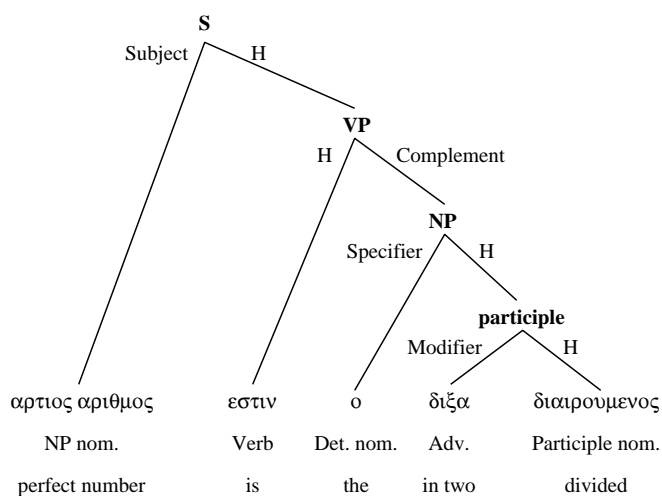 S
Subject H
VP
H Complement
NP
Specifier H
participle
Modifier H
αρτιος αριθμος εστιν ο διξα διαιρουμενος
NP nom. Verb Det. nom. Adv. Participle nom.
perfect number is the in two divided